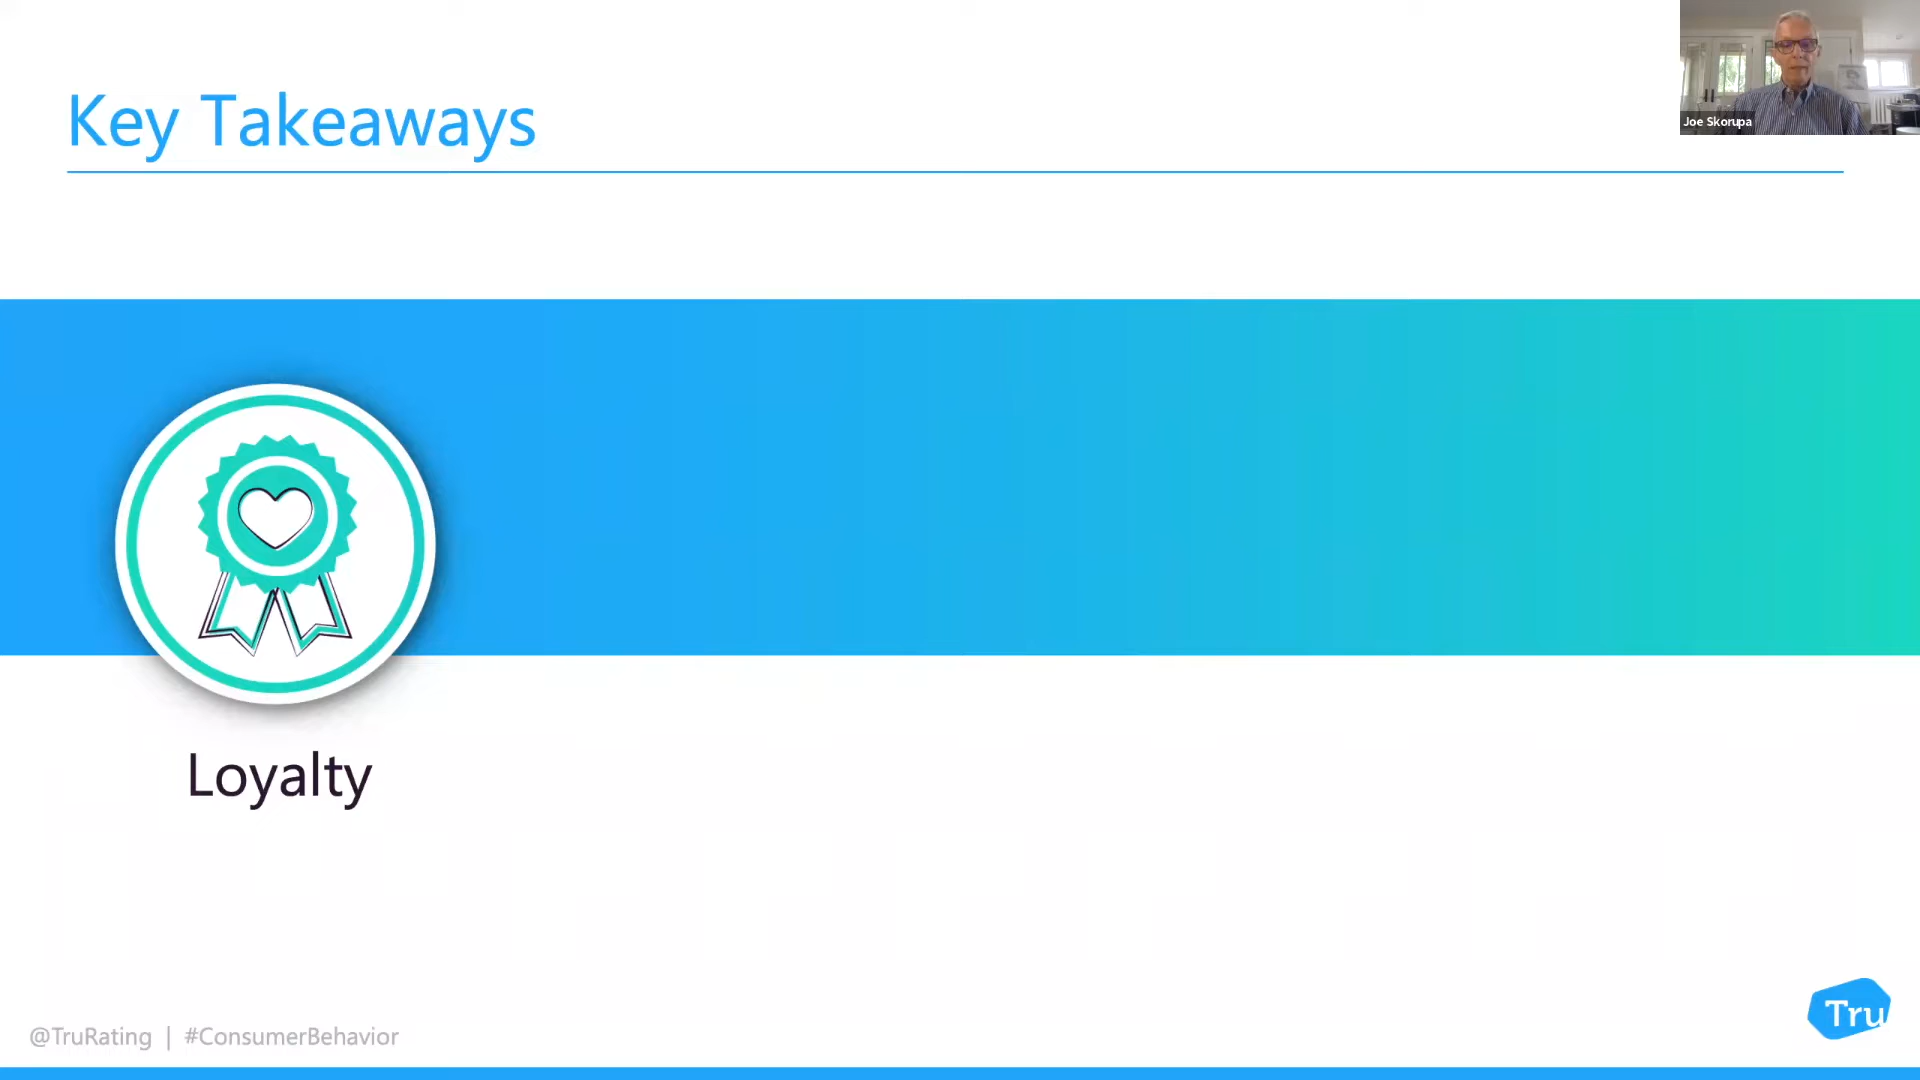 Key Takeaways
Joe Skorupa
Loyalty
Tru
@TruRating | #ConsumerBehavior